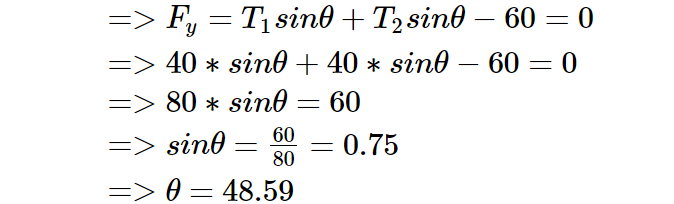 => F_y = T_1 sinθ + T_2 sinθ − 60 = 0
=> 40 ∗ sinθ + 40 ∗ sinθ − 60 = 0
=> 80 ∗ sinθ = 60
=> sinθ = 60/80 = 0.75
=> θ = 48.59